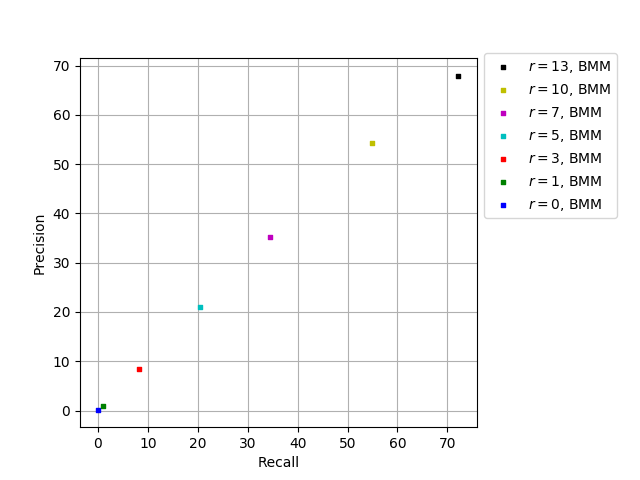 70
60
50
40
30
20
10
0
Precision
0 10 20 30 40 50 60 70
Recall
r = 13, BMM
r = 10, BMM
r = 7, BMM
r = 5, BMM
r = 3, BMM
r = 1, BMM
r = 0, BMM